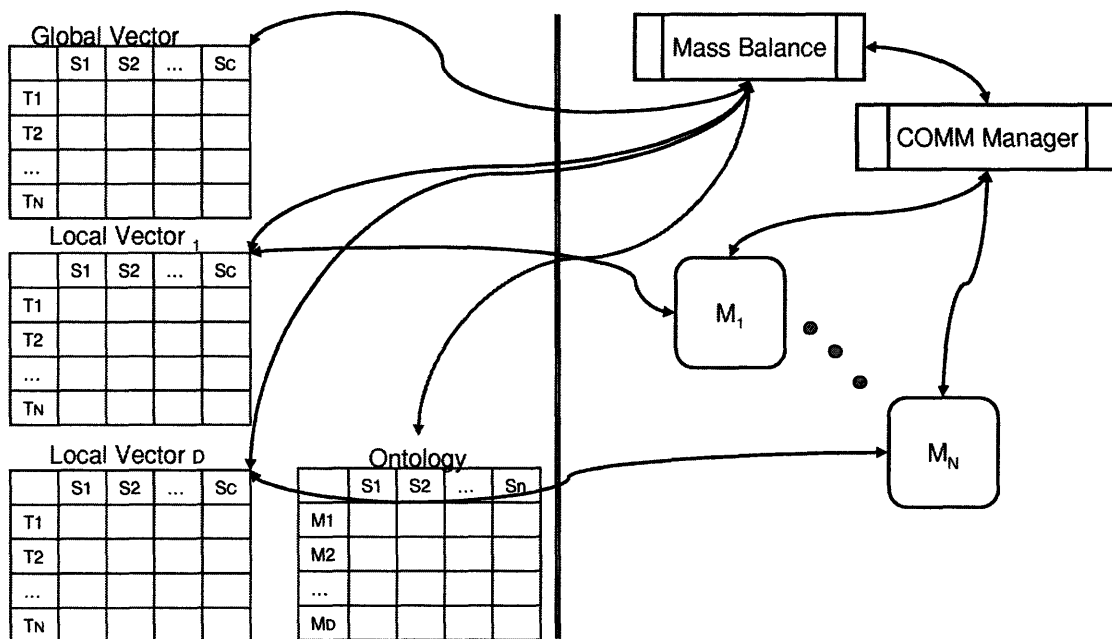 Global Vector
S1 S2 ... Sc
T1
T2
...
TN
Local Vector 1
S1 S2 ... Sc
T1
T2
...
TN
Local Vector D
S1 S2 ... Sc
T1
T2
...
TN
Ontology
S1 S2 ... Sn
M1
M2
...
MD
Mass Balance
COMM Manager
M1
MN